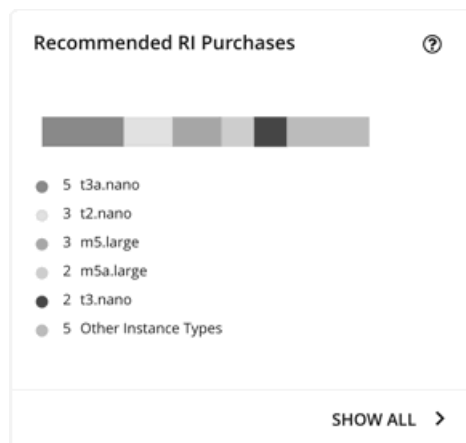 Recommended RI Purchases ?
5 t3a.nano
3 t2.nano
3 m5.large
2 m5a.large
2 t3.nano
5 Other Instance Types
SHOW ALL >